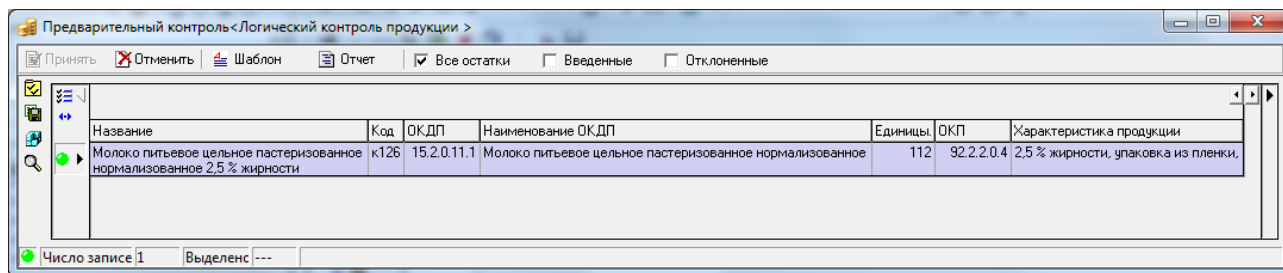 Предварительный контроль<Логический контроль продукции >
Принять Отменить Шаблон Отчет Все остатки Введенные Отклоненные
Название Код ОКДП Наименование ОКДП Единицы. ОКП Характеристика продукции
Молоко питьевое цельное пастеризованное к126 15.2.0.11.1 Молоко питьевое цельное пастеризованное нормализованное 112 92.2.2.0.4 2,5 % жирности, упаковка из пленки,
нормализованное 2,5 % жирности
Число записе 1 Выделенс ---